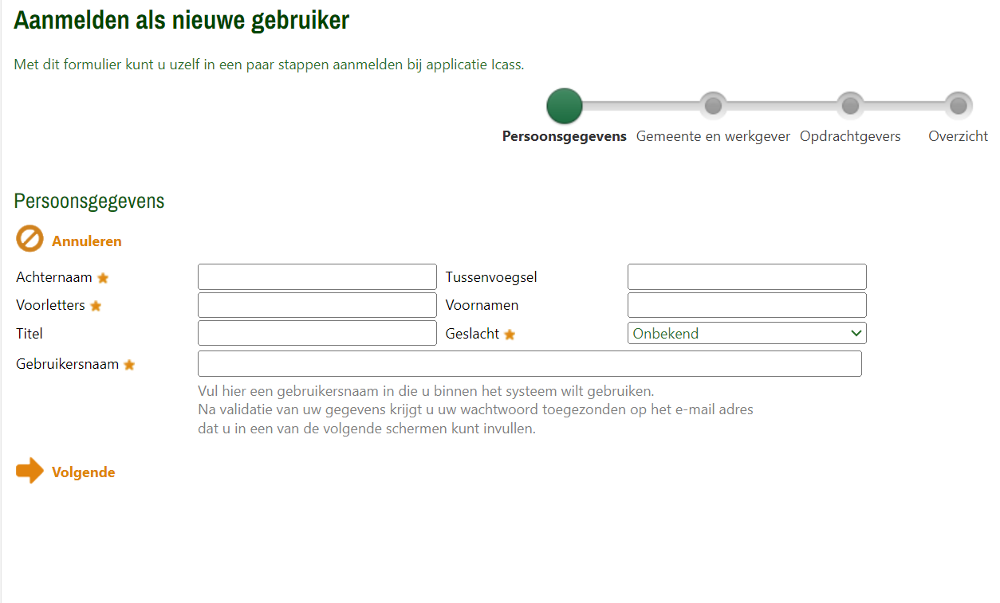 Aanmelden als nieuwe gebruiker
Met dit formulier kunt u uzelf in een paar stappen aanmelden bij applicatie Icass.
Persoonsgegevens Gemeente en werkgever Opdrachtgevers Overzicht
Persoonsgegevens
Annuleren
Achternaam Tussenvoegsel
Voorletters Voornamen
Titel Geslacht Onbekend
Gebruikersnaam
Vul hier een gebruikersnaam in die u binnen het systeem wilt gebruiken.
Na validatie van uw gegevens krijgt u uw wachtwoord toegezonden op het e-mail adres
dat u in een van de volgende schermen kunt invullen.
Volgende